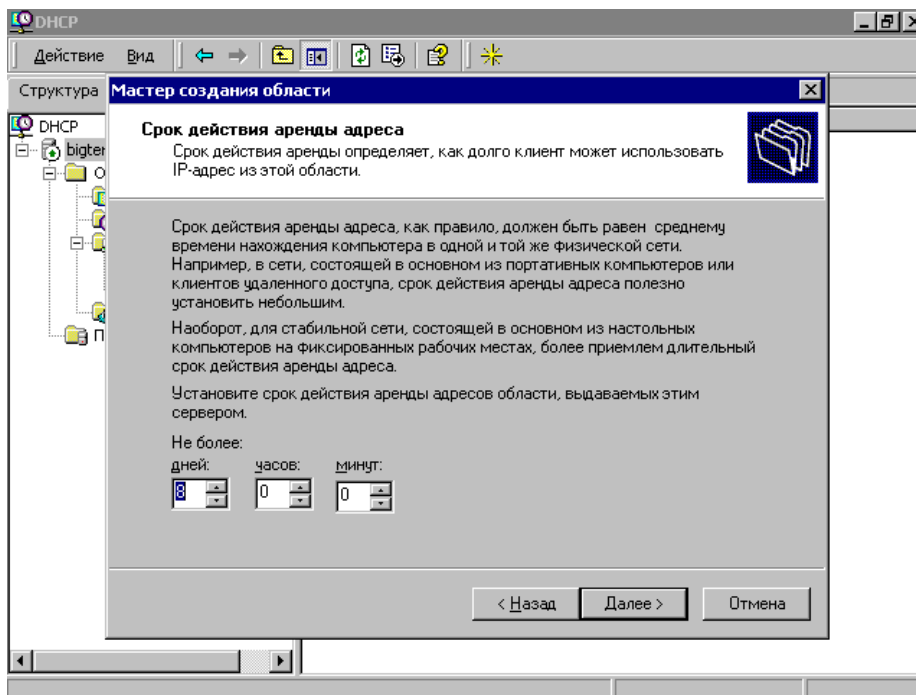 DHCP
Действие Вид
Структура
Мастер создания области
DHCP
bigter
О
П
Срок действия аренды адреса
Срок действия аренды определяет, как долго клиент может использовать
IP-адрес из этой области.
Срок действия аренды адреса, как правило, должен быть равен среднему
времени нахождения компьютера в одной и той же физической сети.
Например, в сети, состоящей в основном из портативных компьютеров или
клиентов удаленного доступа, срок действия аренды адреса полезно
установить небольшим.
Наоборот, для стабильной сети, состоящей в основном из настольных
компьютеров на фиксированных рабочих местах, более приемлем длительный
срок действия аренды адреса.
Установите срок действия аренды адресов области, выдаваемых этим
сервером.
Не более:
дней: часов: минут:
8 0 0
< Назад Далее > Отмена